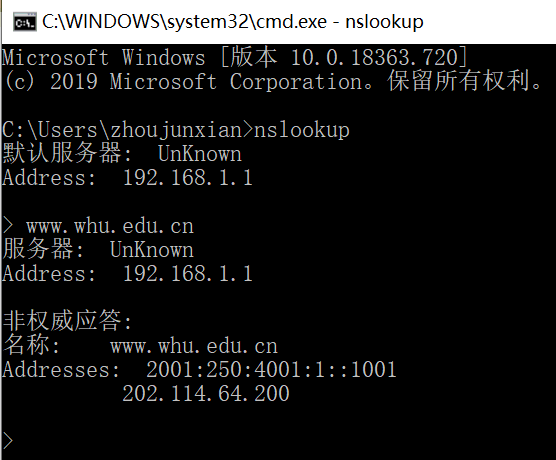 C:\WINDOWS\system32\cmd.exe - nslookup
Microsoft Windows [版本 10.0.18363.720]
(c) 2019 Microsoft Corporation。保留所有权利。
C:\Users\zhoujunxian>nslookup
默认服务器:  UnKnown
Address:  192.168.1.1
> www.whu.edu.cn
服务器:  UnKnown
Address:  192.168.1.1
非权威应答:
名称:    www.whu.edu.cn
Addresses:  2001:250:4001:1::1001
          202.114.64.200
>